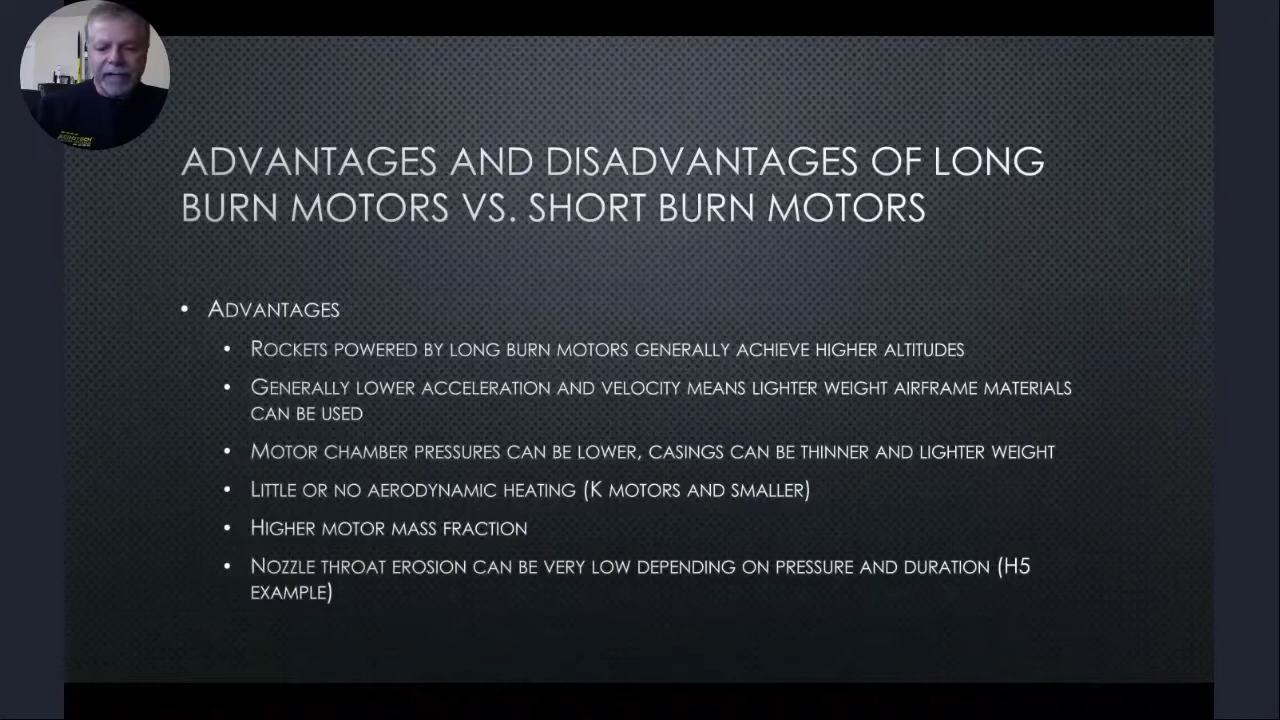 AEROTECH
ADVANTAGES AND DISADVANTAGES OF LONG
BURN MOTORS VS. SHORT BURN MOTORS
• ADVANTAGES
• ROCKETS POWERED BY LONG BURN MOTORS GENERALLY ACHIEVE HIGHER ALTITUDES
• GENERALLY LOWER ACCELERATION AND VELOCITY MEANS LIGHTER WEIGHT AIRFRAME MATERIALS
CAN BE USED
• MOTOR CHAMBER PRESSURES CAN BE LOWER, CASINGS CAN BE THINNER AND LIGHTER WEIGHT
• LITTLE OR NO AERODYNAMIC HEATING (K MOTORS AND SMALLER)
• HIGHER MOTOR MASS FRACTION
• NOZZLE THROAT EROSION CAN BE VERY LOW DEPENDING ON PRESSURE AND DURATION (H5
EXAMPLE)